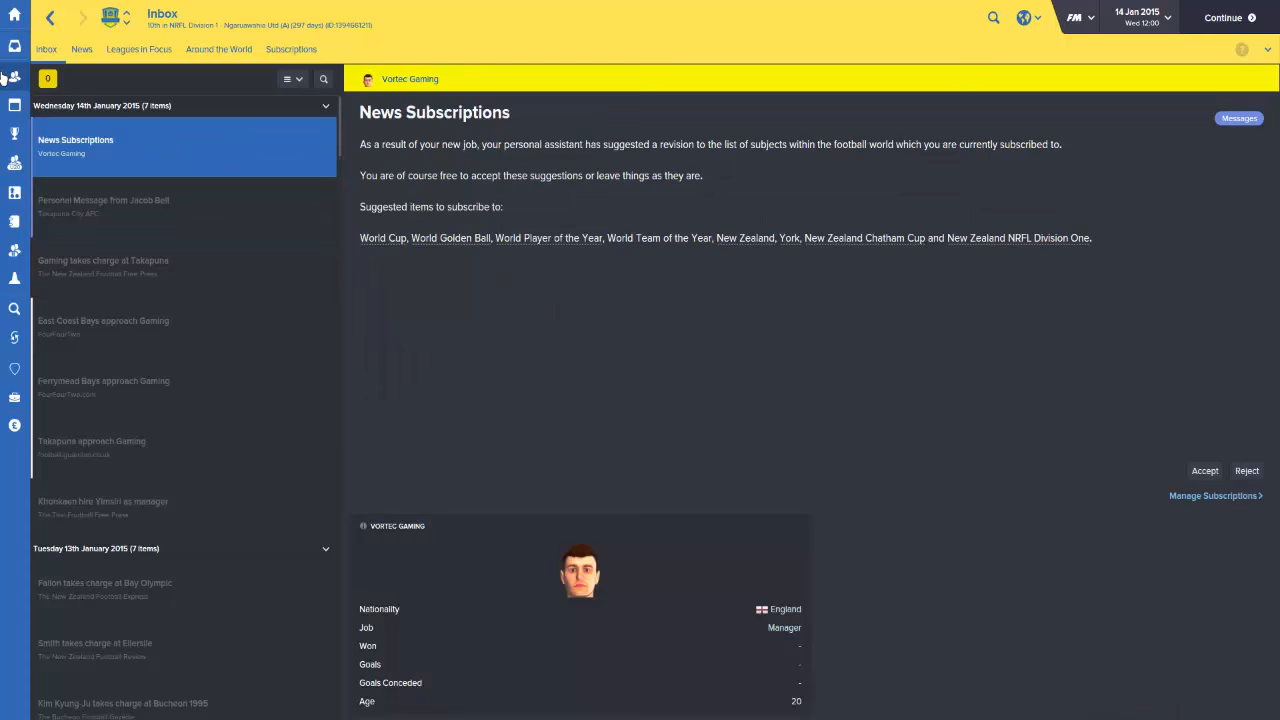 Inbox
10th in NRFL Division 1 - Ngaruawahia Utd (A) (297 days) (ID:1394661211)
FM
14 Jan 2015
Wed 12:00
Continue
Inbox
News
Leagues in Focus
Around the World
Subscriptions
?
0
Vortec Gaming
Wednesday 14th January 2015 (7 items)
News Subscriptions
Vortec Gaming
Personal Message from Jacob Bell
Takapuna City AFC
Gaming takes charge at Takapuna
The New Zealand Football Free Press
East Coast Bays approach Gaming
FourFourTwo
Ferrymead Bays approach Gaming
FourFourTwo.com
Takapuna approach Gaming
football.guardian.co.uk
Khonkaen hire Yimsiri as manager
The Thai Football Free Press
Tuesday 13th January 2015 (7 items)
Fallon takes charge at Bay Olympic
The New Zealand Football Express
Smith takes charge at Ellerslie
The New Zealand Football Review
Kim Kyung-Ju takes charge at Bucheon 1995
The Bucheon Football Gazette
News Subscriptions
Messages
As a result of your new job, your personal assistant has suggested a revision to the list of subjects within the football world which you are currently subscribed to.
You are of course free to accept these suggestions or leave things as they are.
Suggested items to subscribe to:
World Cup, World Golden Ball, World Player of the Year, World Team of the Year, New Zealand, York, New Zealand Chatham Cup and New Zealand NRFL Division One.
Accept
Reject
Manage Subscriptions >
VORTEC GAMING
Nationality England
Job Manager
Won -
Goals -
Goals Conceded -
Age 20